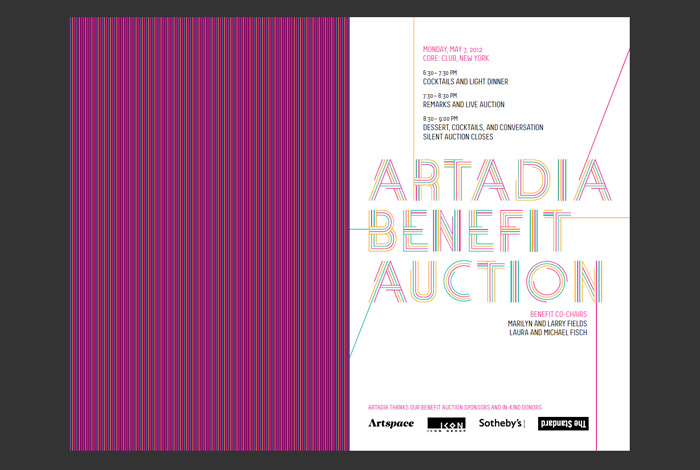 MONDAY, MAY 7, 2012
CORE: CLUB, NEW YORK
6:30 – 7:30 PM
COCKTAILS AND LIGHT DINNER
7:30 – 8:30 PM
REMARKS AND LIVE AUCTION
8:30 – 9:00 PM
DESSERT, COCKTAILS, AND CONVERSATION
SILENT AUCTION CLOSES
ARTADIA
BENEFIT
AUCTION
BENEFIT CO-CHAIRS
MARILYN AND LARRY FIELDS
LAURA AND MICHAEL FISCH
ARTADIA THANKS OUR BENEFIT AUCTION SPONSORS AND IN-KIND DONORS
Artspace
ICON
ICON GROUP
Sotheby's
The Standard